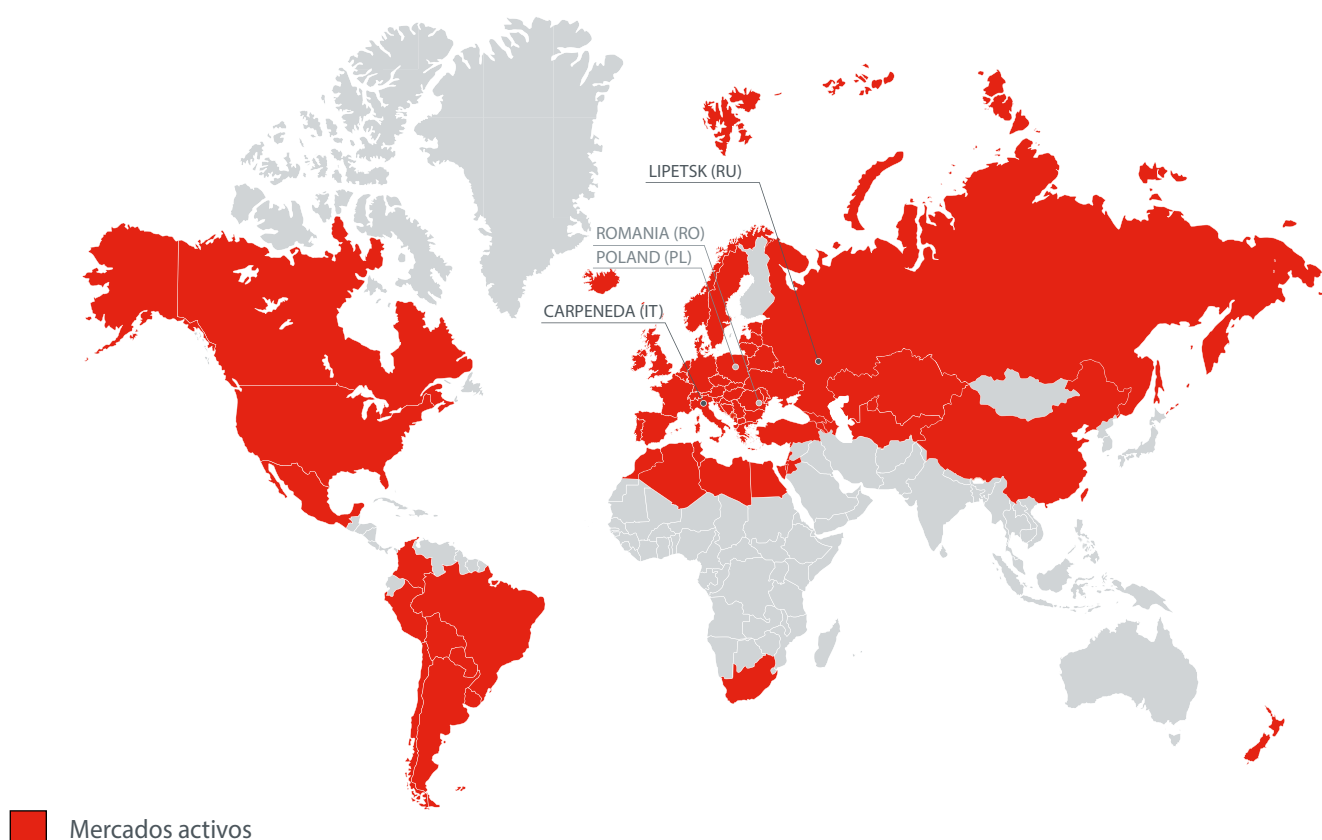 LIPETSK (RU)
ROMANIA (RO)
POLAND (PL)
CARPENEDA (IT)
Mercados activos